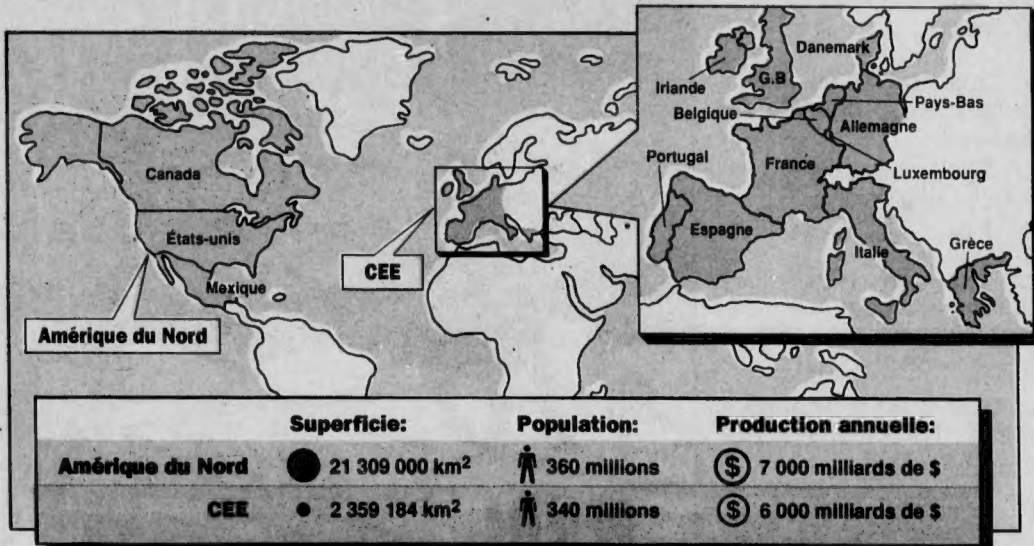 Canada
États-unis
Mexique
Amérique du Nord
CEE
Irlande
G.B
Danemark
Belgique
Pays-Bas
Allemagne
Portugal
France
Luxembourg
Espagne
Italie
Grèce
Superficie: Population: Production annuelle:
Amérique du Nord 21 309 000 km² 360 millions $ 7 000 milliards de $
CEE 2 359 184 km² 340 millions $ 6 000 milliards de $